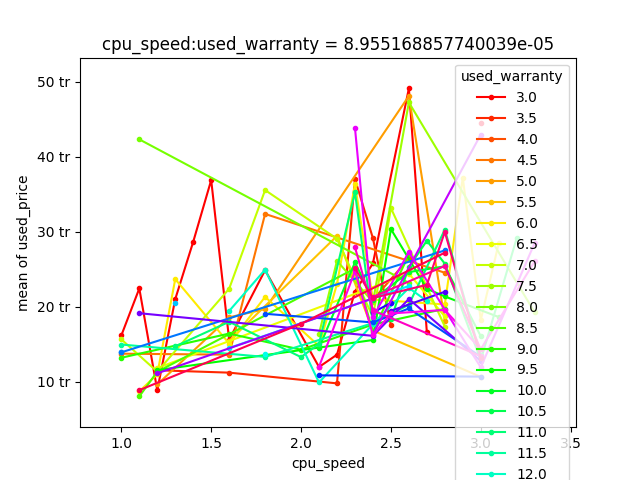 cpu_speed:used_warranty = 8.955168857740039e-05
mean of used_price
50 tr
40 tr
30 tr
20 tr
10 tr
1.0 1.5 2.0 2.5 3.0 3.5
cpu_speed
used_warranty
3.0
3.5
4.0
4.5
5.0
5.5
6.0
6.5
7.0
7.5
8.0
8.5
9.0
9.5
10.0
10.5
11.0
11.5
12.0